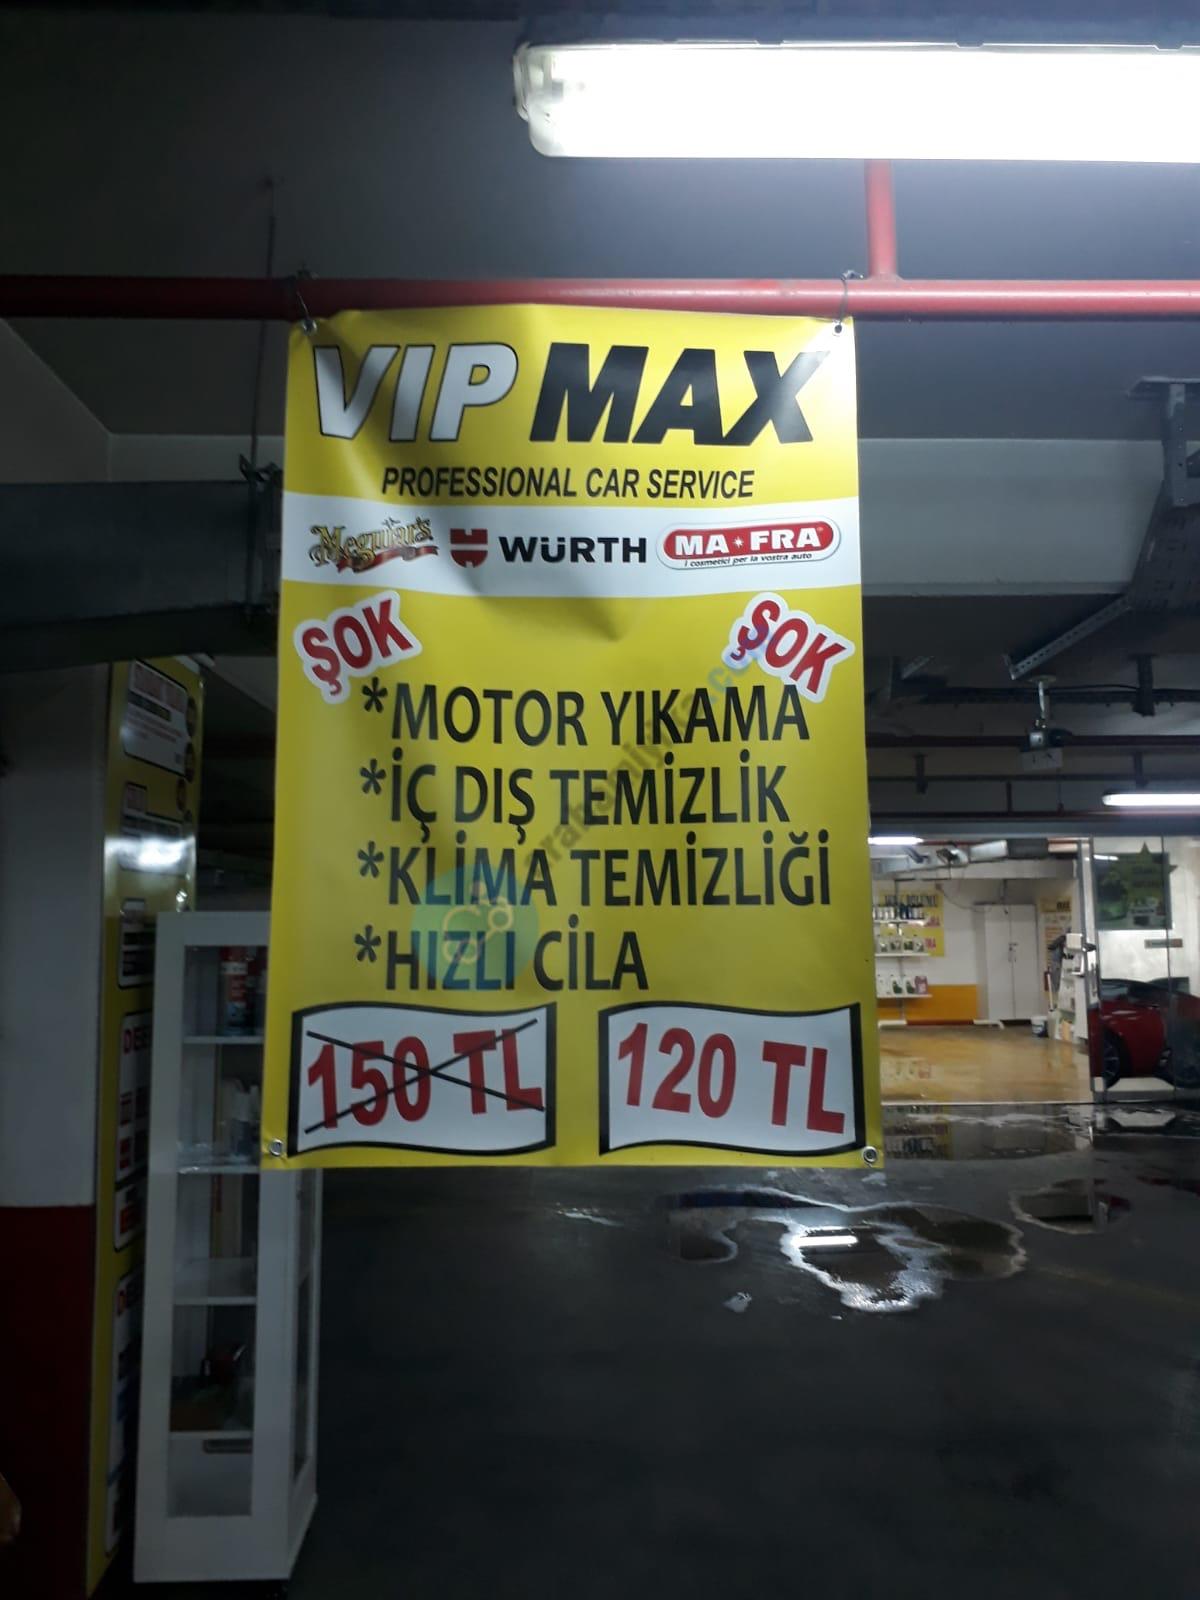 VIP MAX
PROFESSIONAL CAR SERVICE
Meguiar's WÜRTH MA★FRA
i cosmetici per la vostra auto
ŞOK ŞOK
*MOTOR YIKAMA
*İÇ DIŞ TEMİZLİK
*KLİMA TEMİZLİĞİ
*HIZLI CİLA
150 TL 120 TL